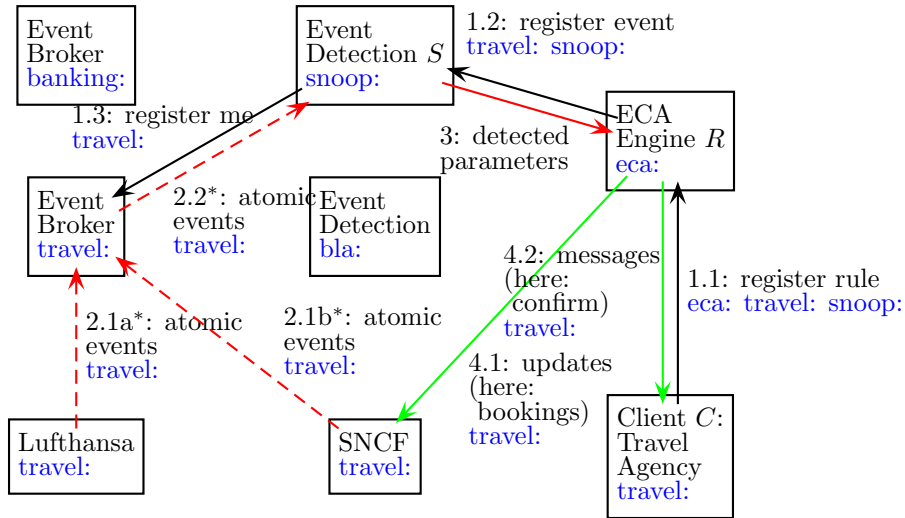 Event
Broker
banking:
Event
Detection S
snoop:
1.2: register event
travel: snoop:
1.3: register me
travel:
3: detected
parameters
ECA
Engine R
eca:
Event
Broker
travel:
2.2*: atomic
events
travel:
Event
Detection
bla:
4.2: messages
(here:
confirm)
travel:
1.1: register rule
eca: travel: snoop:
2.1a*: atomic
events
travel:
2.1b*: atomic
events
travel:
4.1: updates
(here:
bookings)
travel:
Lufthansa
travel:
SNCF
travel:
Client C:
Travel
Agency
travel: